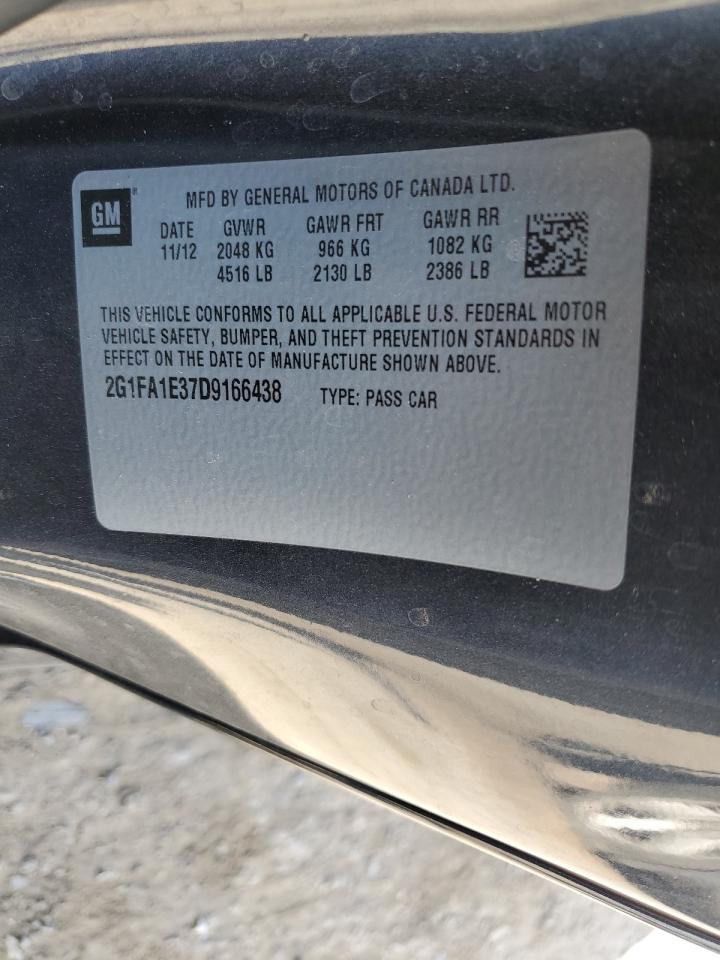 GM
MFD BY GENERAL MOTORS OF CANADA LTD.
DATE GVWR GAWR FRT GAWR RR
11/12 2048 KG 966 KG 1082 KG
4516 LB 2130 LB 2386 LB
THIS VEHICLE CONFORMS TO ALL APPLICABLE U.S. FEDERAL MOTOR
VEHICLE SAFETY, BUMPER, AND THEFT PREVENTION STANDARDS IN
EFFECT ON THE DATE OF MANUFACTURE SHOWN ABOVE.
2G1FA1E37D9166438 TYPE: PASS CAR